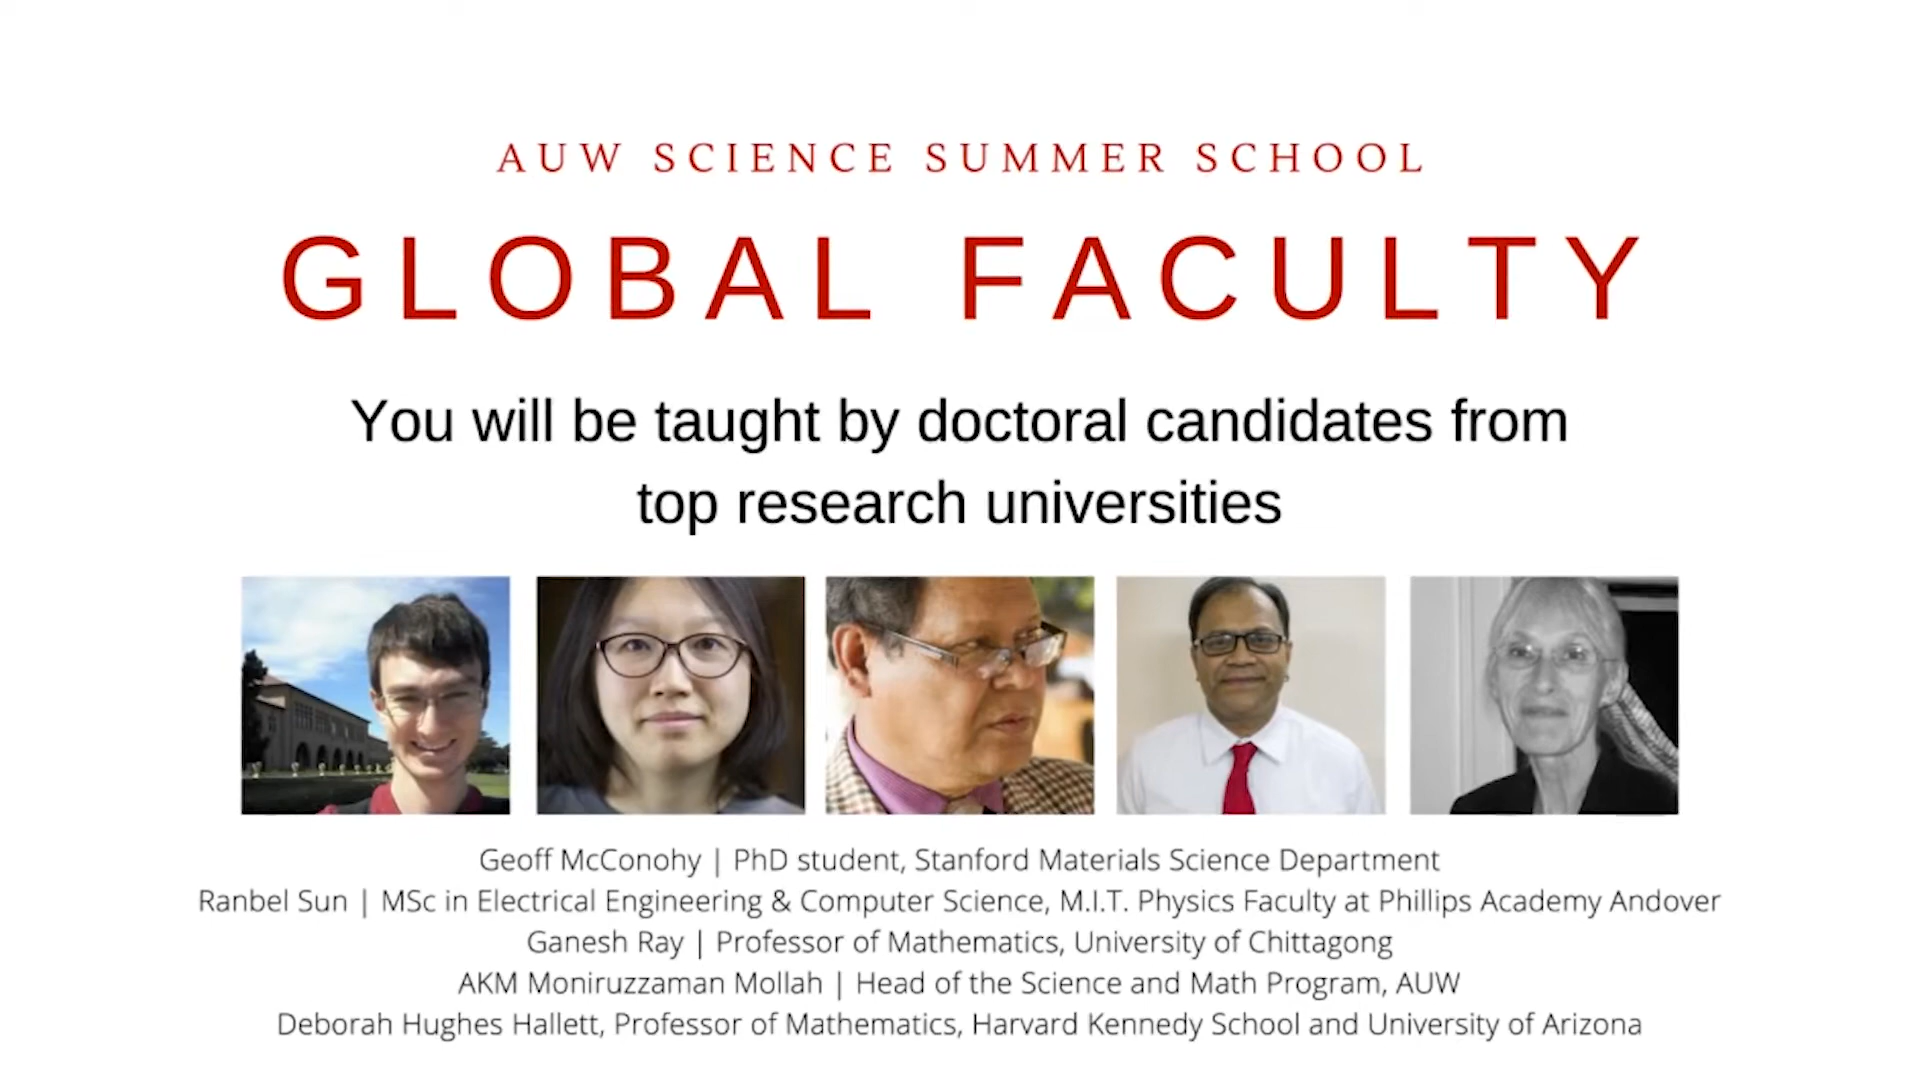 AUW SCIENCE SUMMER SCHOOL
GLOBAL FACULTY
You will be taught by doctoral candidates from
top research universities
Geoff McConohy | PhD student, Stanford Materials Science Department
Ranbel Sun | MSc in Electrical Engineering & Computer Science, M.I.T. Physics Faculty at Phillips Academy Andover
Ganesh Ray | Professor of Mathematics, University of Chittagong
AKM Moniruzzaman Mollah | Head of the Science and Math Program, AUW
Deborah Hughes Hallett, Professor of Mathematics, Harvard Kennedy School and University of Arizona